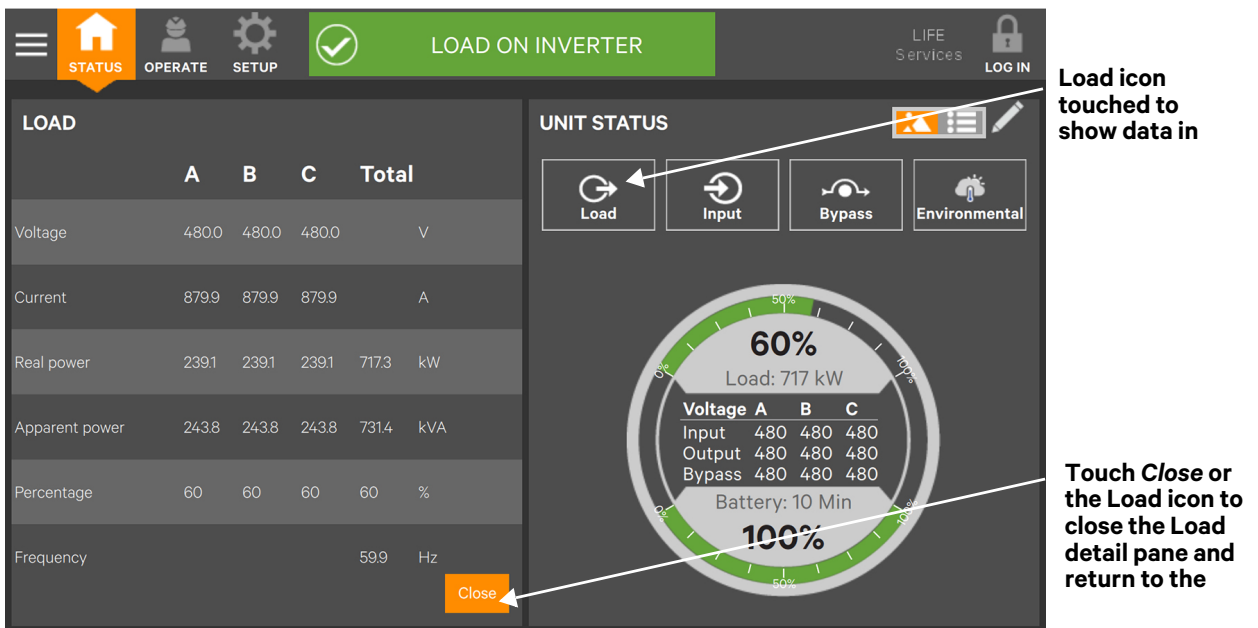 STATUS OPERATE SETUP
LOAD ON INVERTER
LIFE
Services
LOG IN
LOAD
A B C Total
Voltage 480.0 480.0 480.0 V
Current 879.9 879.9 879.9 A
Real power 239.1 239.1 239.1 717.3 kW
Apparent power 243.8 243.8 243.8 731.4 kVA
Percentage 60 60 60 60 %
Frequency 59.9 Hz
Close
UNIT STATUS
Load Input Bypass Environmental
50%
0% 100%
60%
Load: 717 kW
Voltage A B C
Input 480 480 480
Output 480 480 480
Bypass 480 480 480
Battery: 10 Min
100%
0% 100%
50%
Load icon
touched to
show data in
Touch Close or
the Load icon to
close the Load
detail pane and
return to the